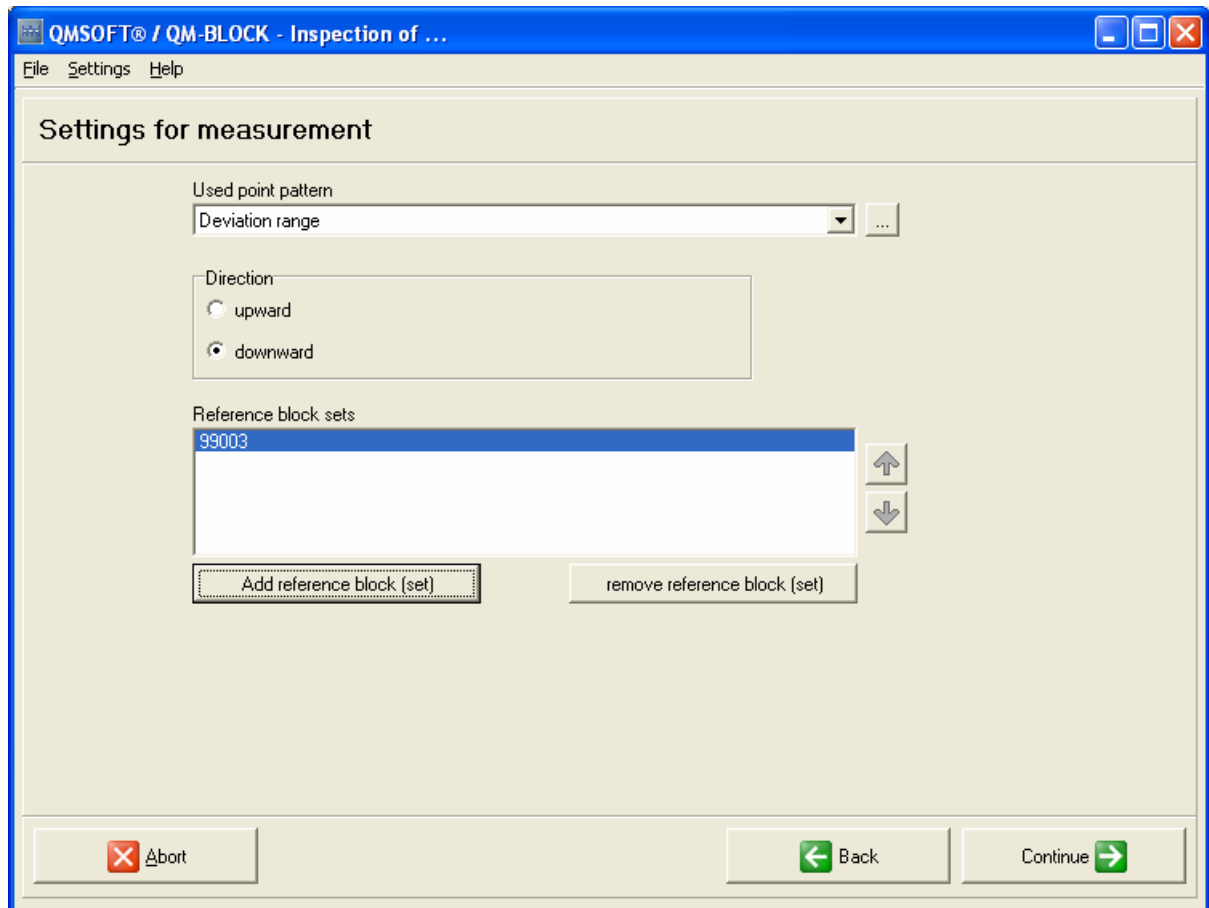 QMSOFT® / QM-BLOCK - Inspection of ...
File Settings Help
Settings for measurement
Used point pattern
Deviation range
...
Direction
upward
downward
Reference block sets
99003
Add reference block (set) remove reference block (set)
Abort Back Continue